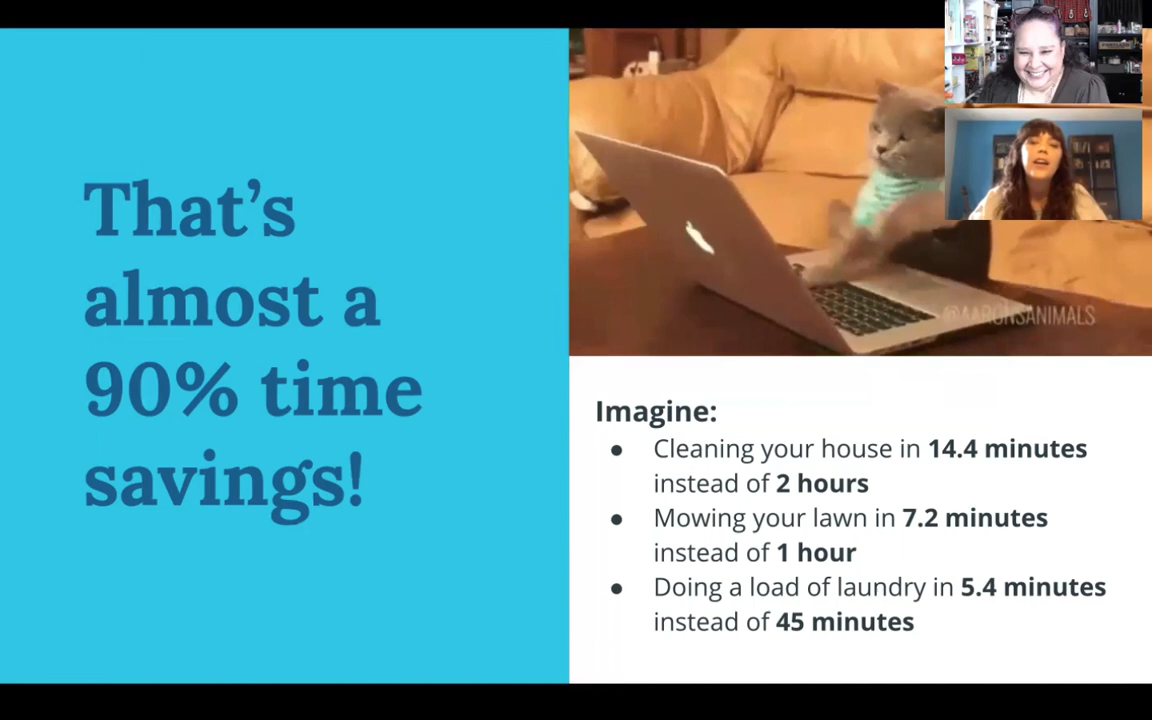 That's
almost a
90% time
savings!
@AARONSANIMALS
Imagine:
● Cleaning your house in 14.4 minutes
instead of 2 hours
● Mowing your lawn in 7.2 minutes
instead of 1 hour
● Doing a load of laundry in 5.4 minutes
instead of 45 minutes